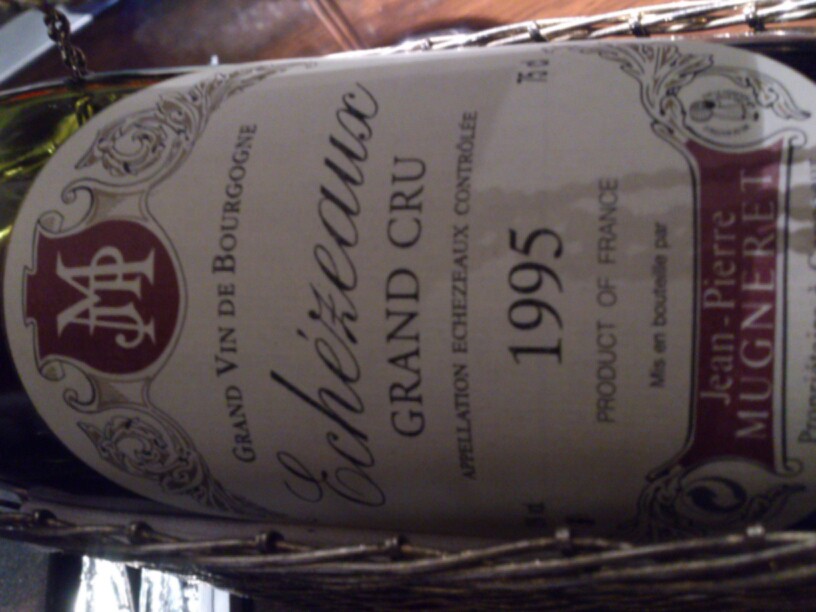 MJP
GRAND VIN DE BOURGOGNE
Echézeaux
GRAND CRU
APPELLATION ECHEZEAUX CONTRÔLÉE
1995
PRODUCT OF FRANCE
Mis en bouteille par
Jean-Pierre
MUGNERET